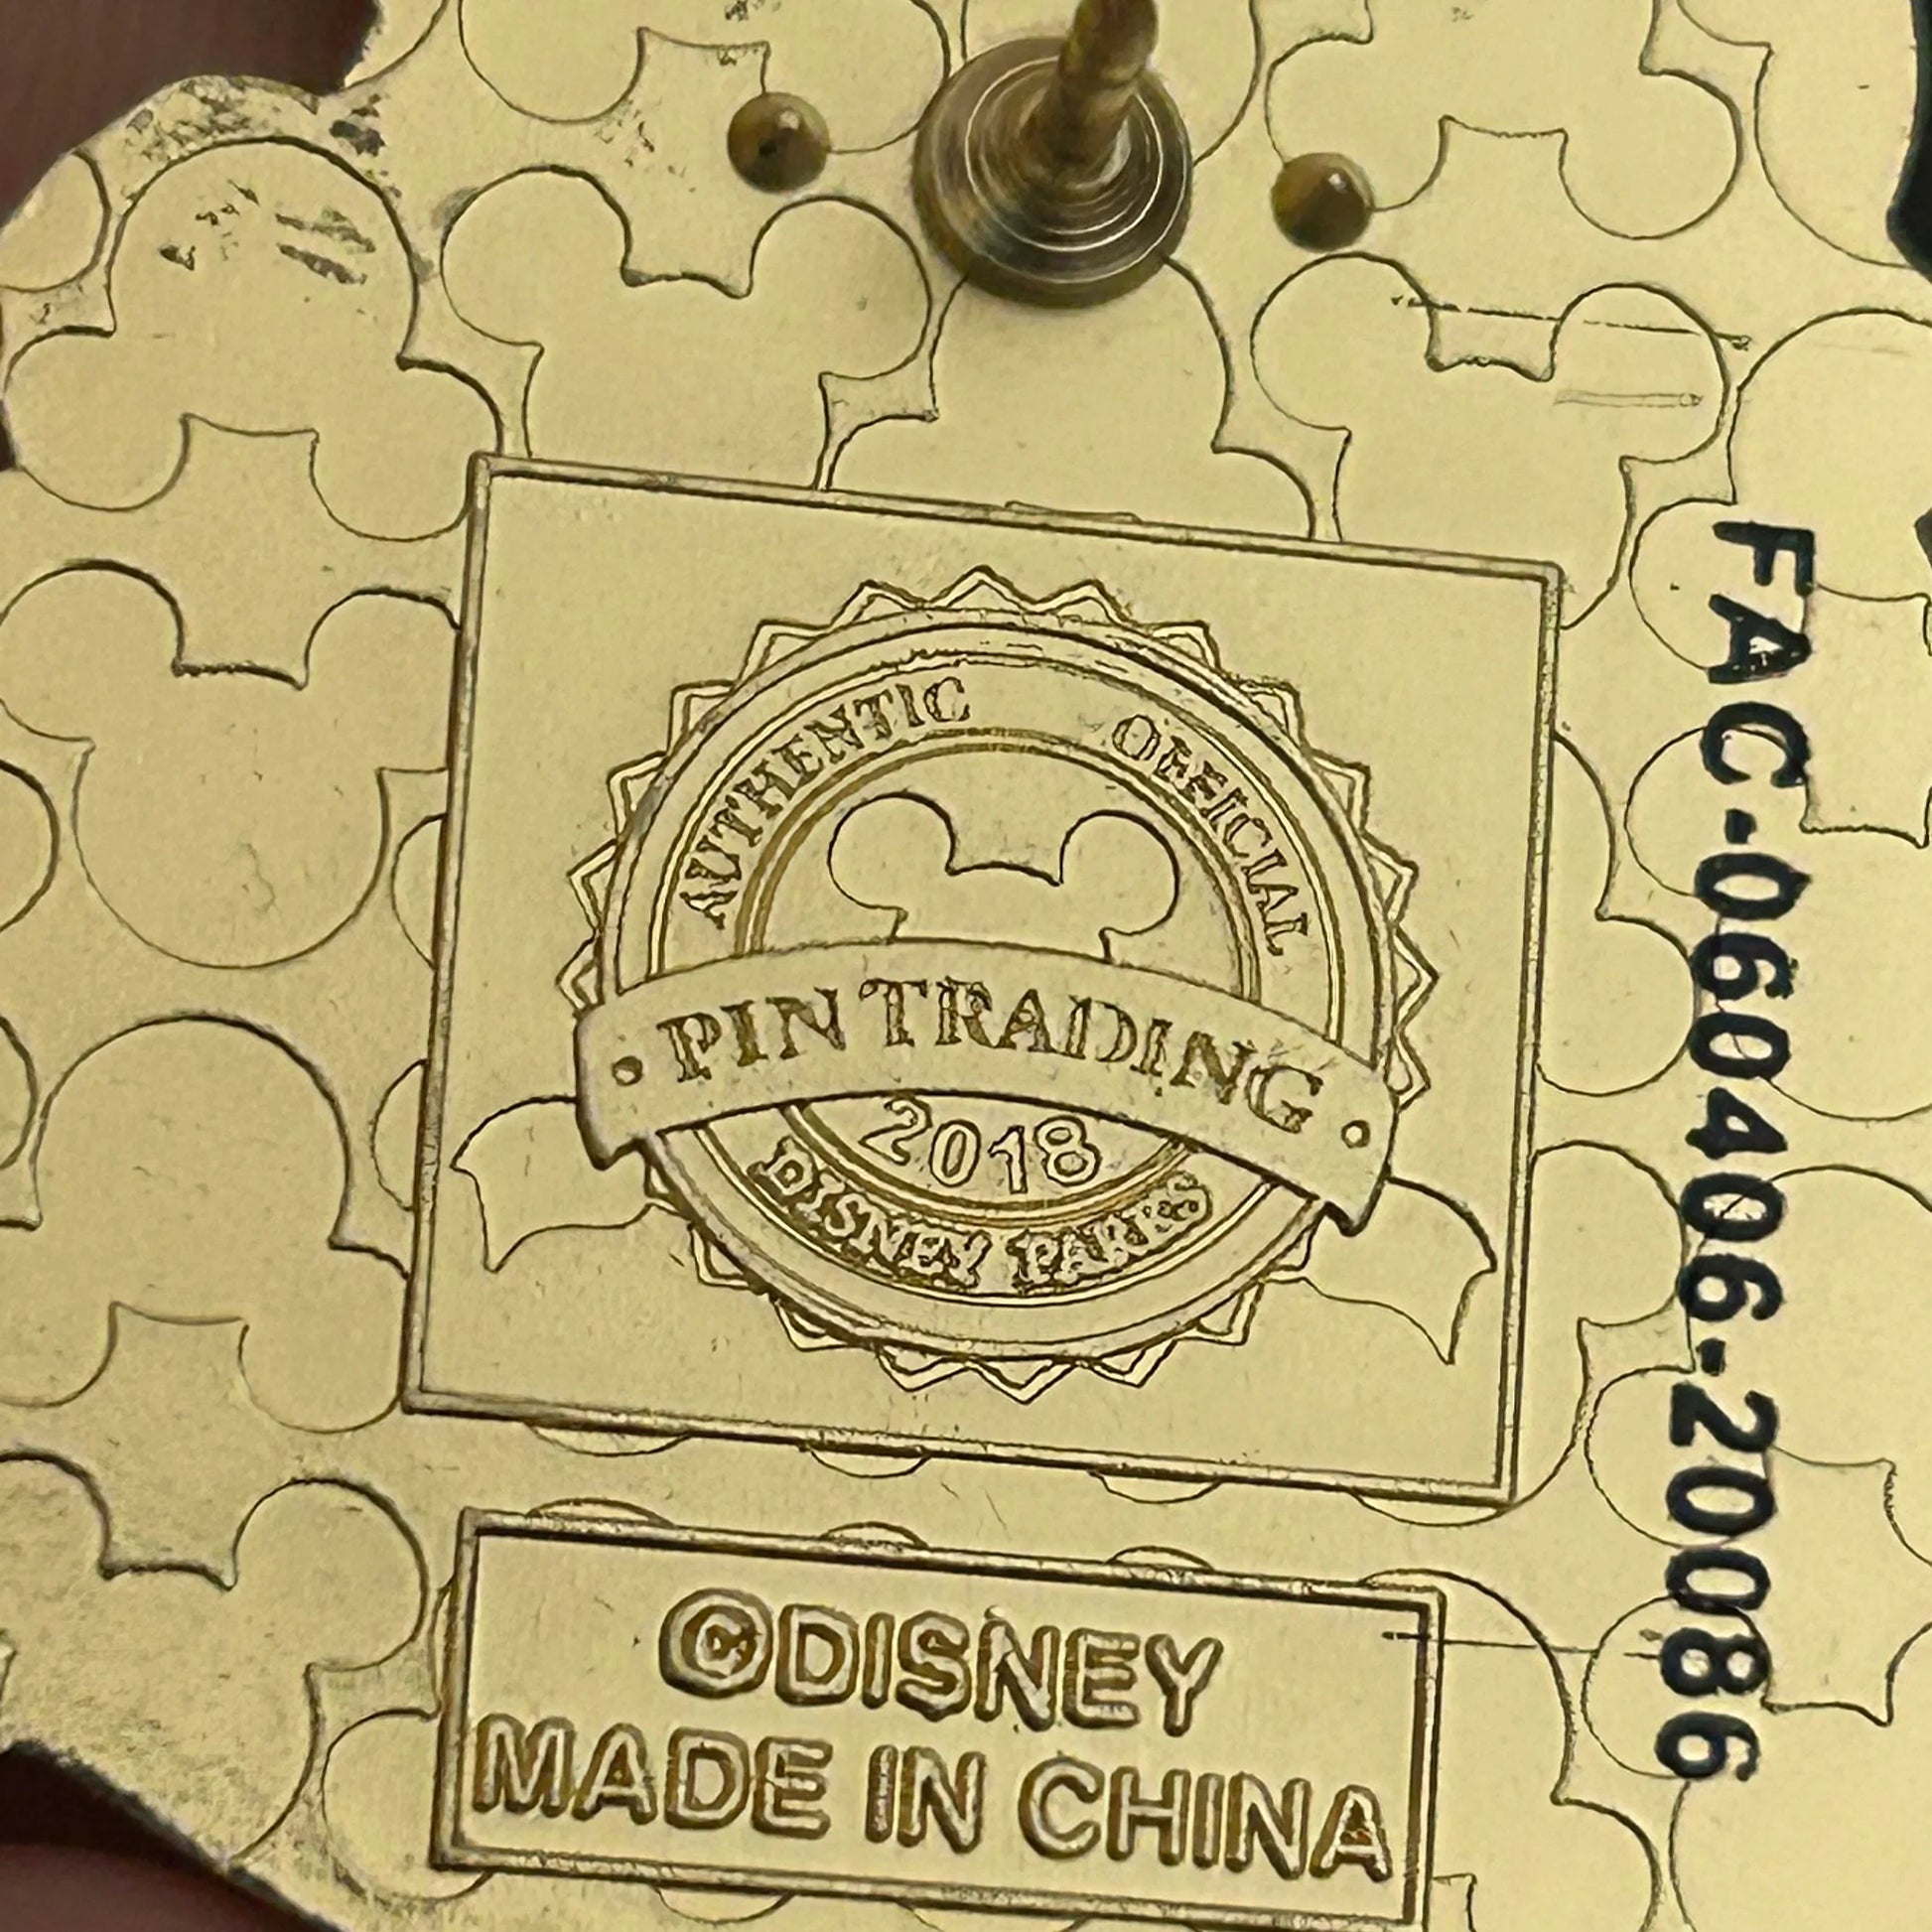 AUTHENTIC OFFICIAL
PIN TRADING
2018
DISNEY PARKS
©DISNEY
MADE IN CHINA
FAC-060406-20086